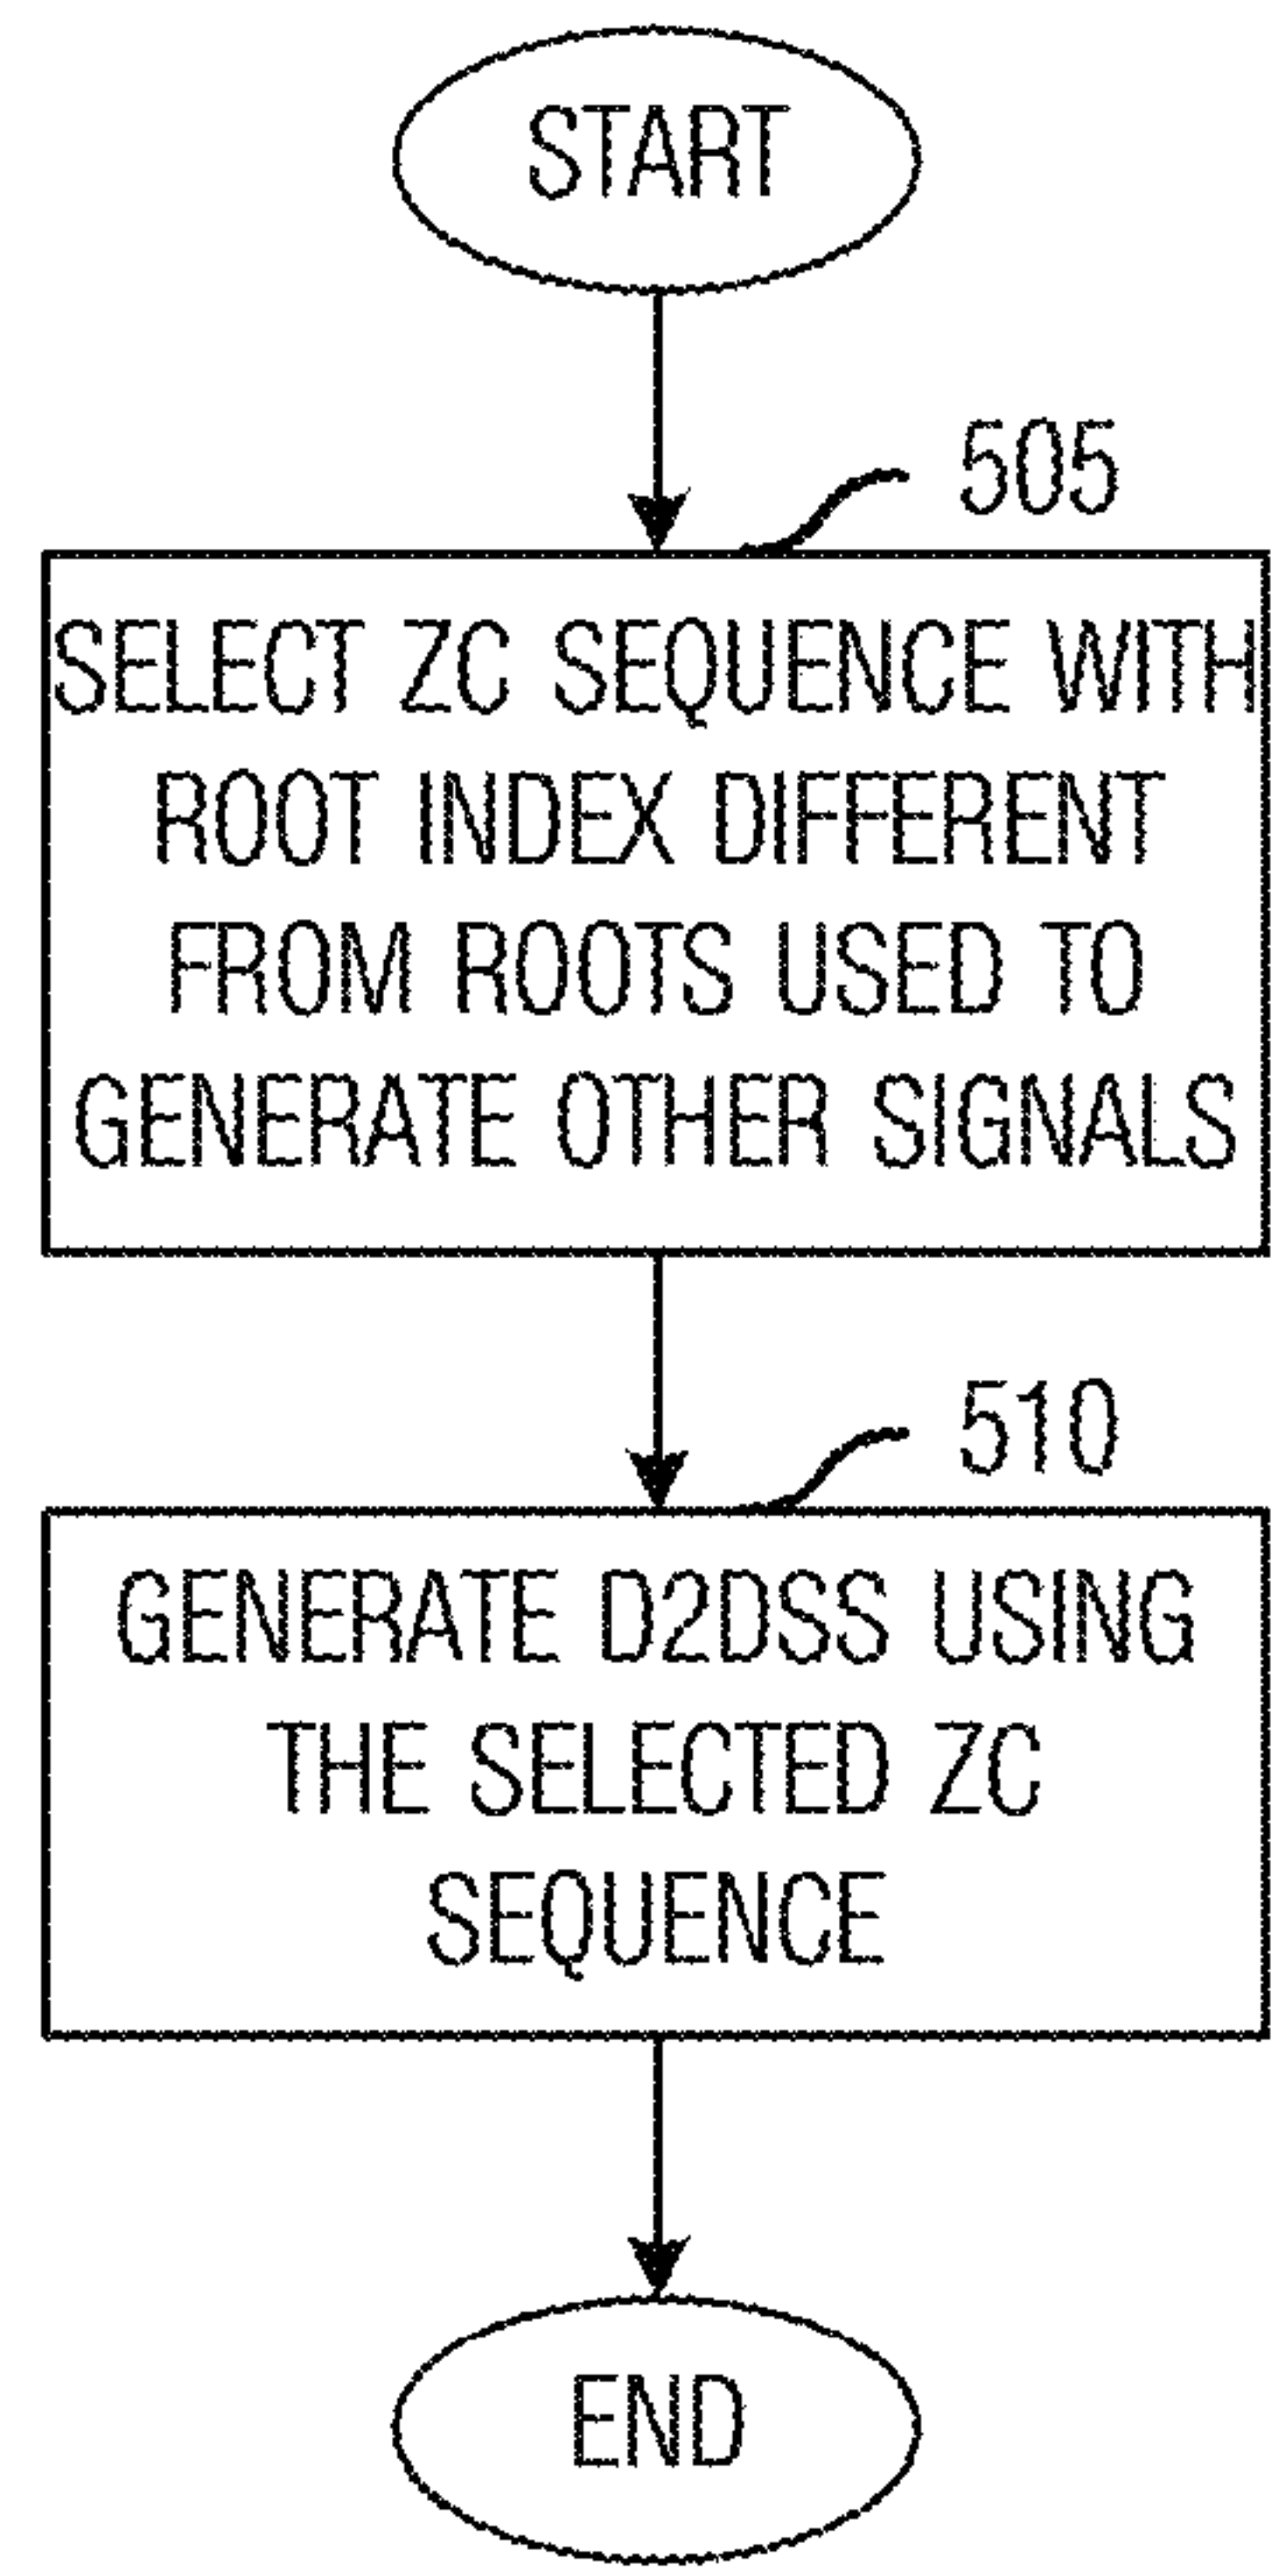 START
505
SELECT ZC SEQUENCE WITH
ROOT INDEX DIFFERENT
FROM ROOTS USED TO
GENERATE OTHER SIGNALS
510
GENERATE D2DSS USING
THE SELECTED ZC
SEQUENCE
END